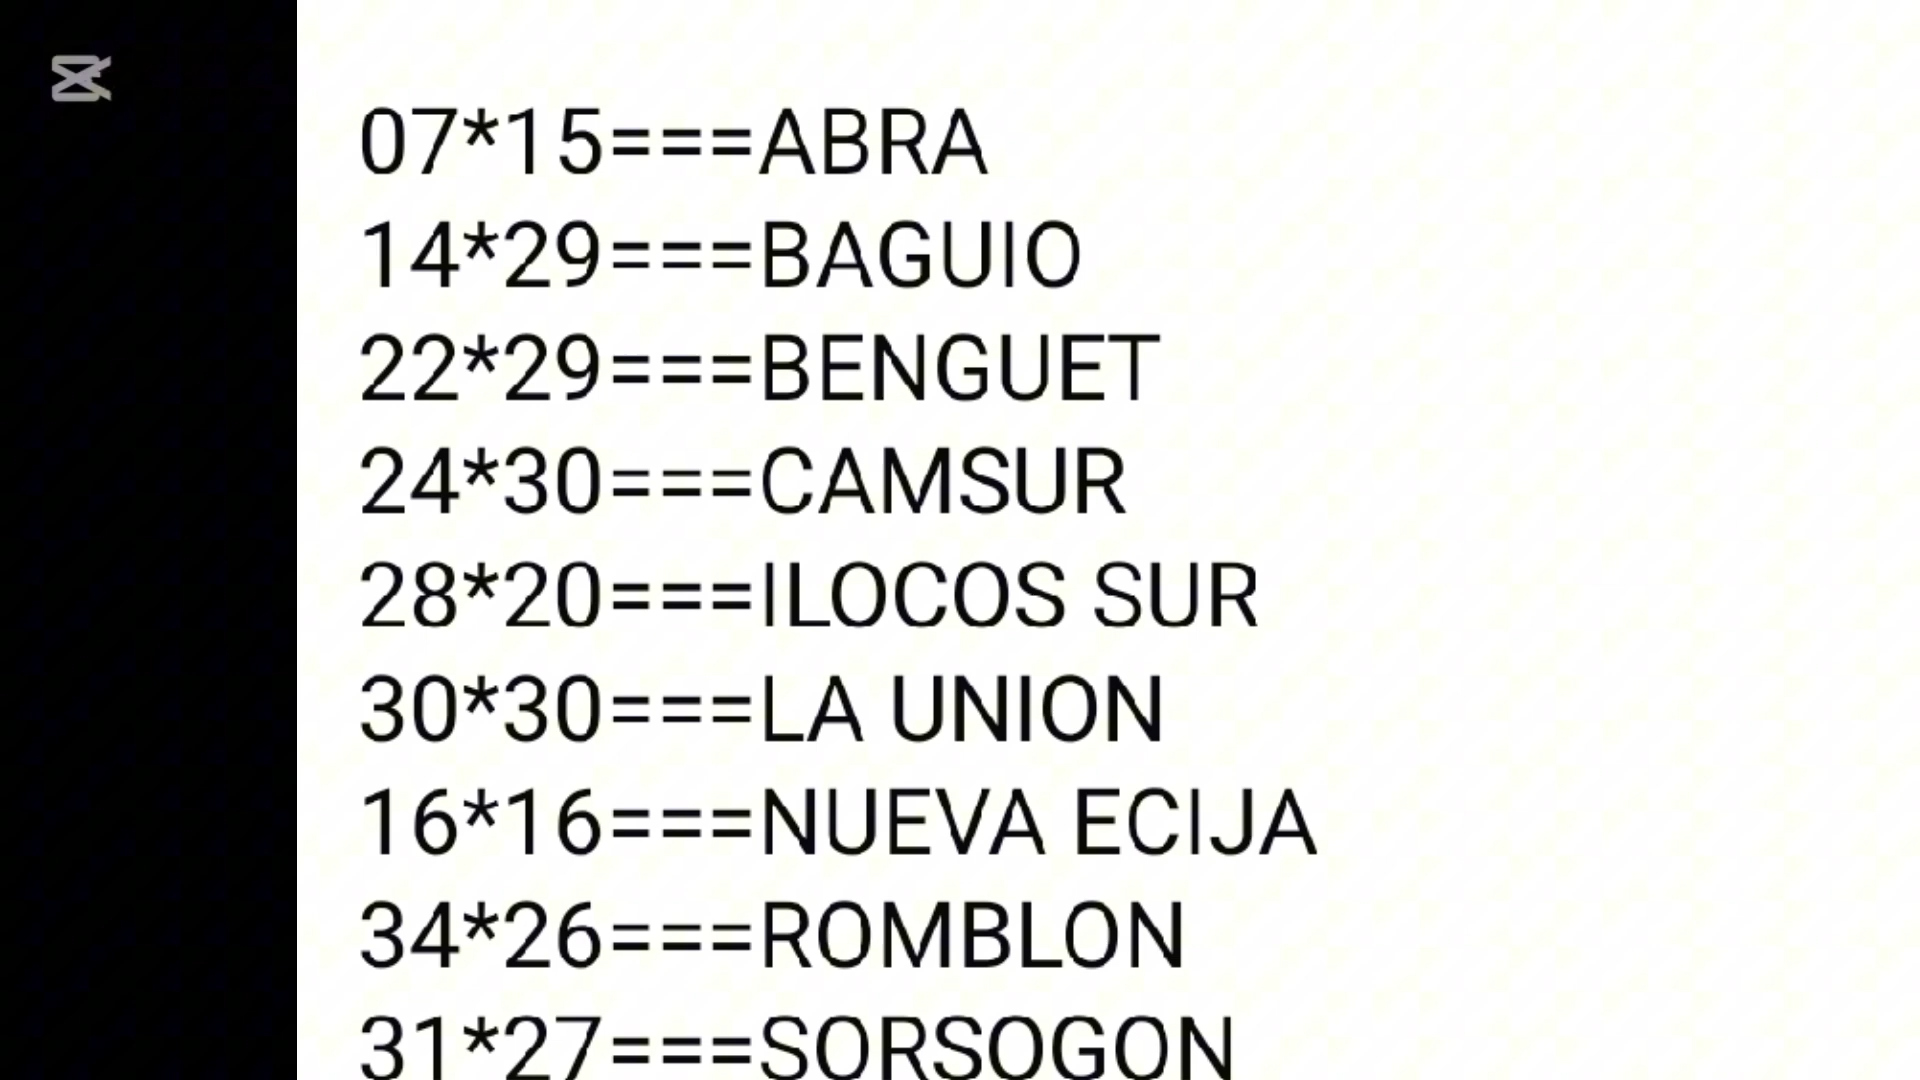 07*15===ABRA
14*29===BAGUIO
22*29===BENGUET
24*30===CAMSUR
28*20===ILOCOS SUR
30*30===LA UNION
16*16===NUEVA ECIJA
34*26===ROMBLON
31*27===SORSOGON